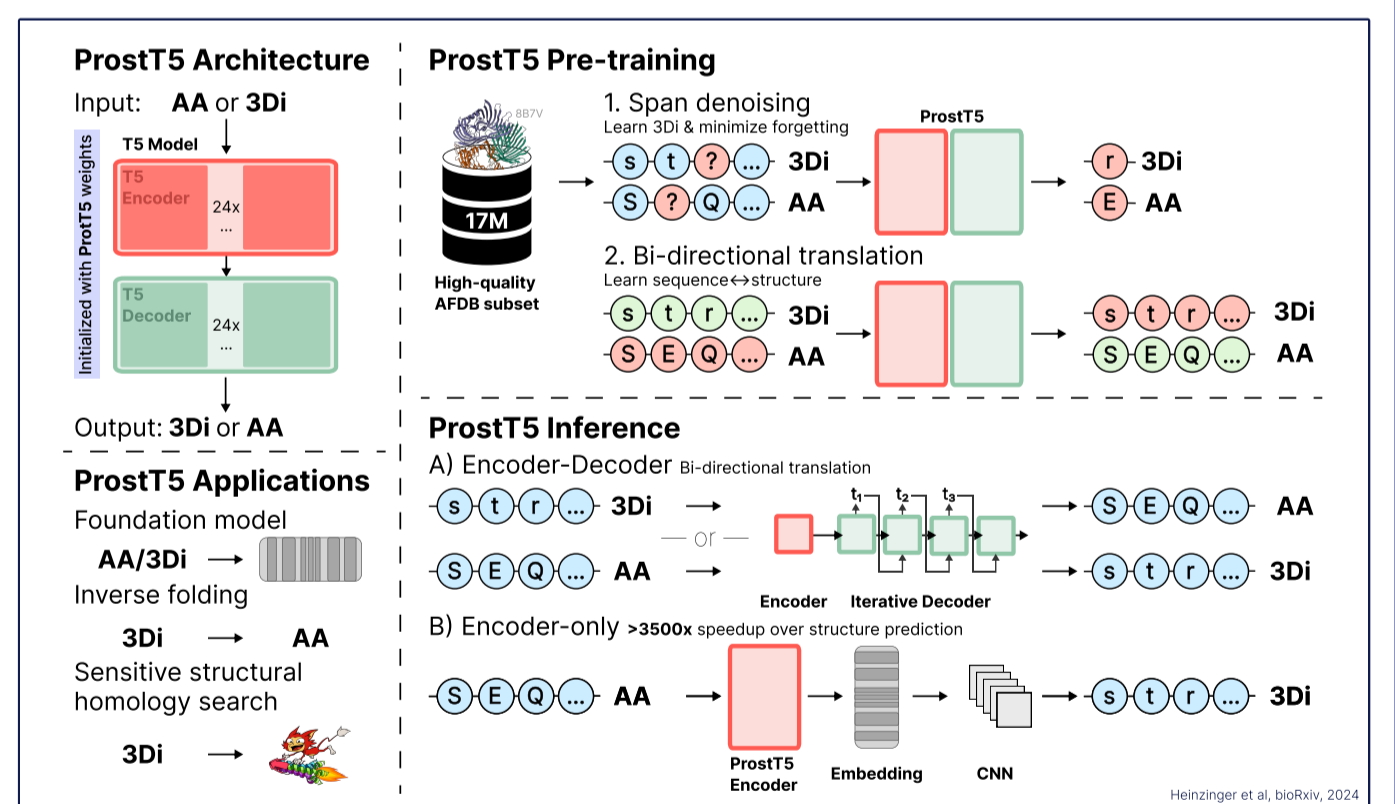 ProstT5 Architecture
Input: AA or 3Di
Initialized with ProtT5 weights
T5 Model
T5
Encoder
24x
...
T5
Decoder
24x
...
Output: 3Di or AA
ProstT5 Applications
Foundation model
AA/3Di
Inverse folding
3Di AA
Sensitive structural
homology search
3Di
ProstT5 Pre-training
8B7V
17M
High-quality
AFDB subset
1. Span denoising
Learn 3Di & minimize forgetting
ProstT5
s t ? ... 3Di
r 3Di
S ? Q ... AA
E AA
2. Bi-directional translation
Learn sequence↔structure
s t r ... 3Di
s t r ... 3Di
S E Q ... AA
S E Q ... AA
ProstT5 Inference
A) Encoder-Decoder Bi-directional translation
s t r ... 3Di
t₁ t₂ t₃
S E Q ... AA
or
S E Q ... AA
s t r ... 3Di
Encoder Iterative Decoder
B) Encoder-only >3500x speedup over structure prediction
S E Q ... AA
s t r ... 3Di
ProstT5
Encoder
Embedding
CNN
Heinzinger et al, bioRxiv, 2024